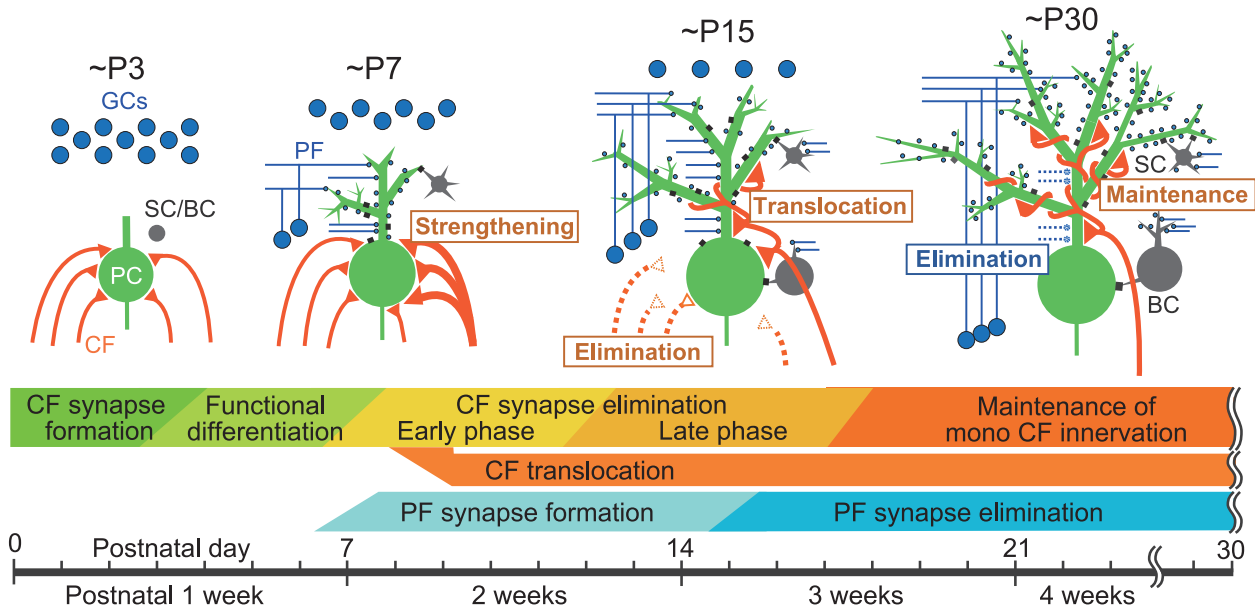 ~P3
GCs
SC/BC
PC
CF
~P7
PF
Strengthening
~P15
Translocation
Elimination
~P30
SC
Maintenance
Elimination
BC
CF synapse
formation
Functional
differentiation
CF synapse elimination
Early phase
Late phase
Maintenance of
mono CF innervation
CF translocation
PF synapse formation
PF synapse elimination
0
Postnatal day
7
14
21
30
Postnatal 1 week
2 weeks
3 weeks
4 weeks